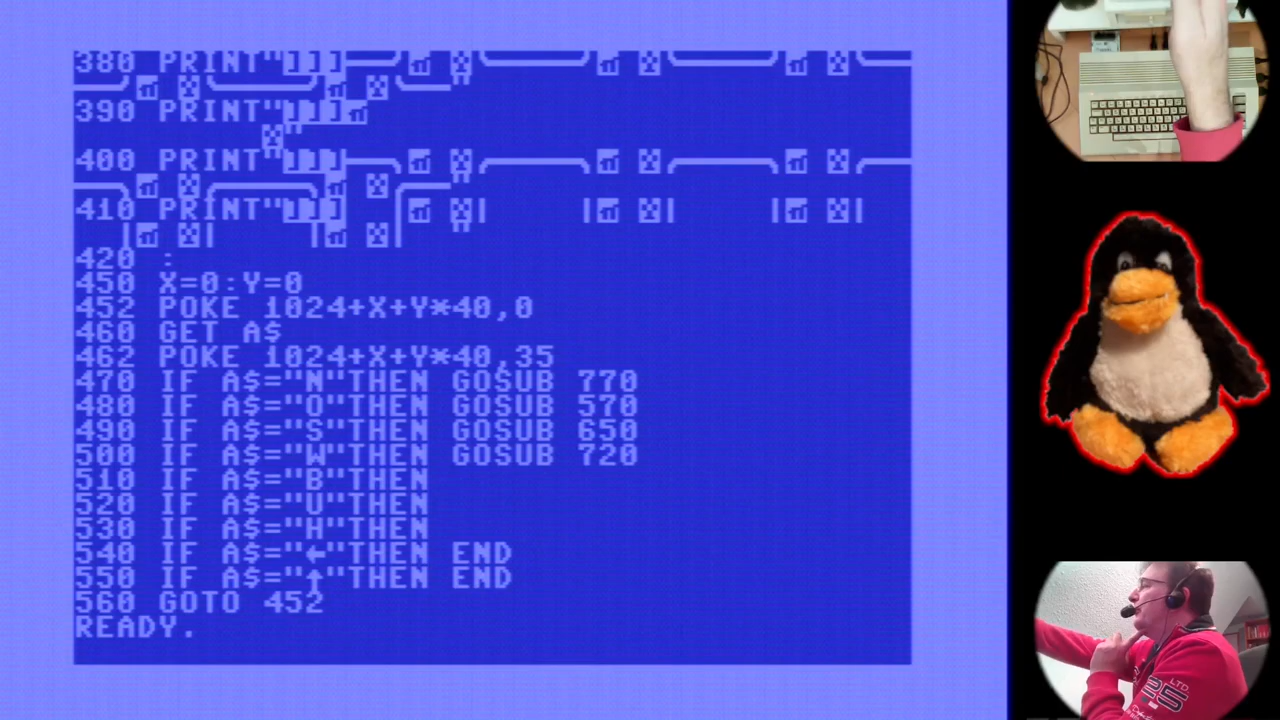 380 PRINT"
390 PRINT"
400 PRINT"
410 PRINT"
420 :
450 X=0:Y=0
452 POKE 1024+X+Y*40,0
460 GET A$
462 POKE 1024+X+Y*40,35
470 IF A$="N"THEN GOSUB 770
480 IF A$="O"THEN GOSUB 570
490 IF A$="S"THEN GOSUB 650
500 IF A$="W"THEN GOSUB 720
510 IF A$="B"THEN
520 IF A$="U"THEN
530 IF A$="H"THEN
540 IF A$="←"THEN END
550 IF A$="↑"THEN END
560 GOTO 452
READY.
LTD
25